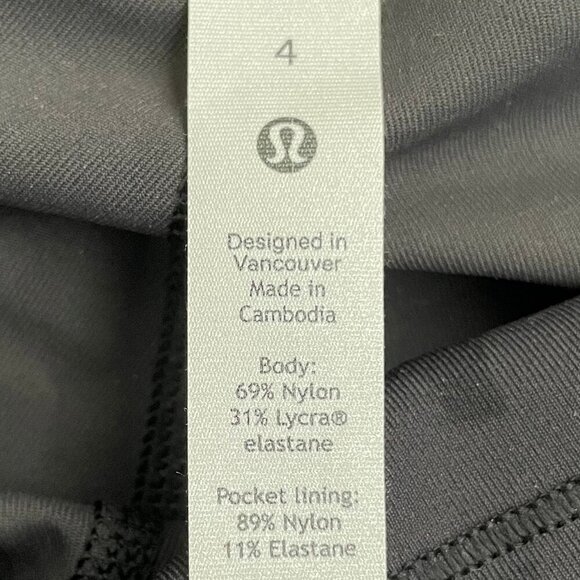 4
Designed in
Vancouver
Made in
Cambodia
Body:
69% Nylon
31% Lycra®
elastane
Pocket lining:
89% Nylon
11% Elastane